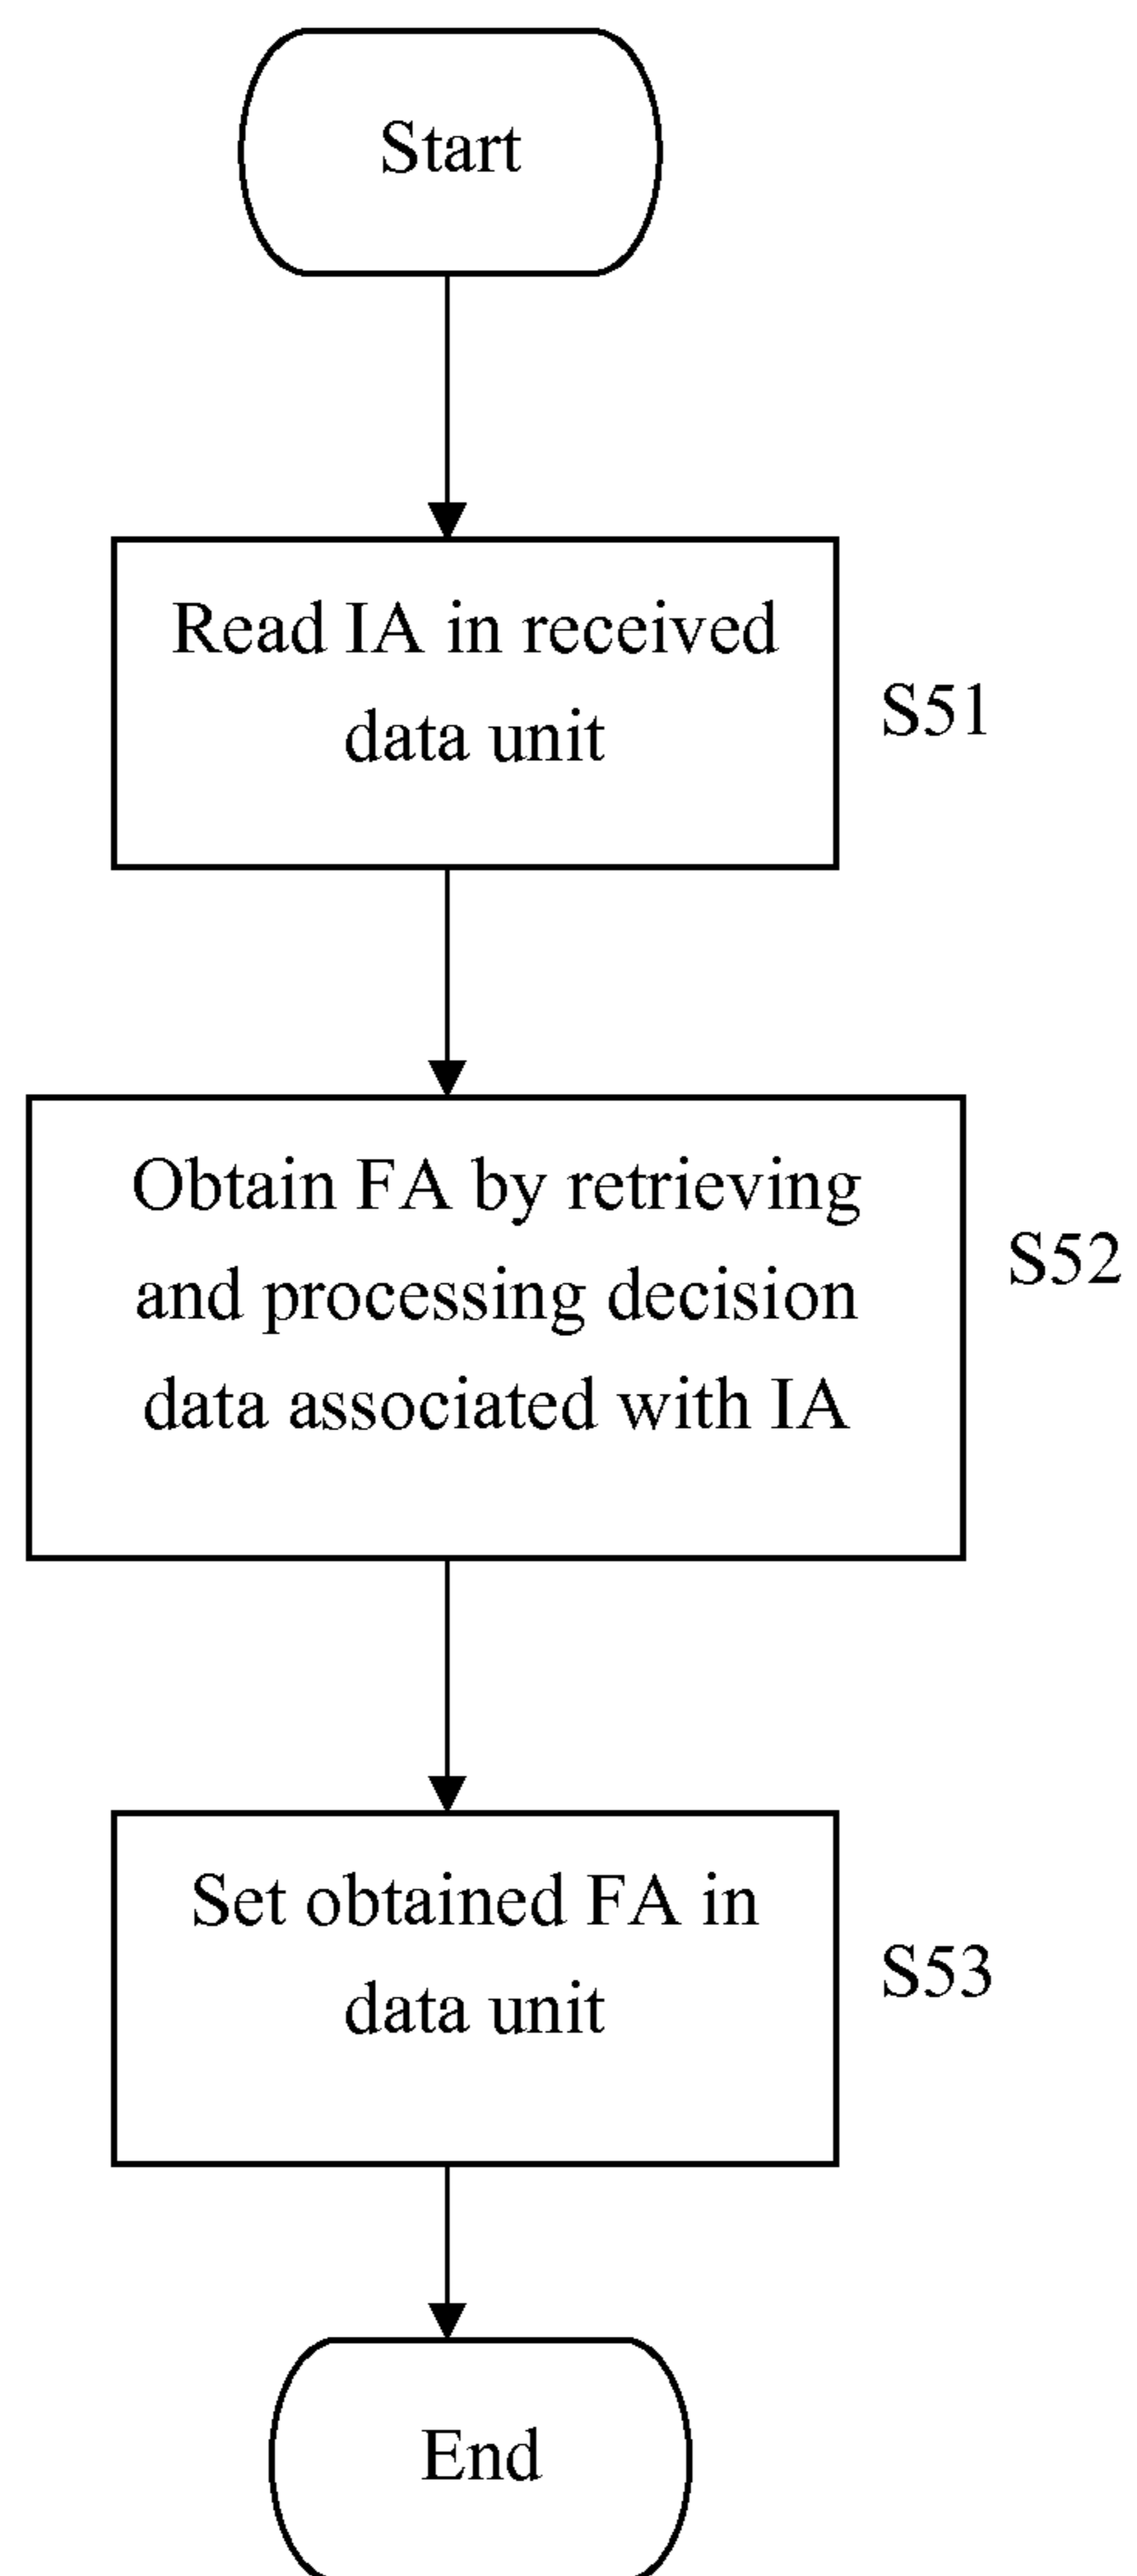 Start
Read IA in received
data unit
S51
Obtain FA by retrieving
and processing decision
data associated with IA
S52
Set obtained FA in
data unit
S53
End